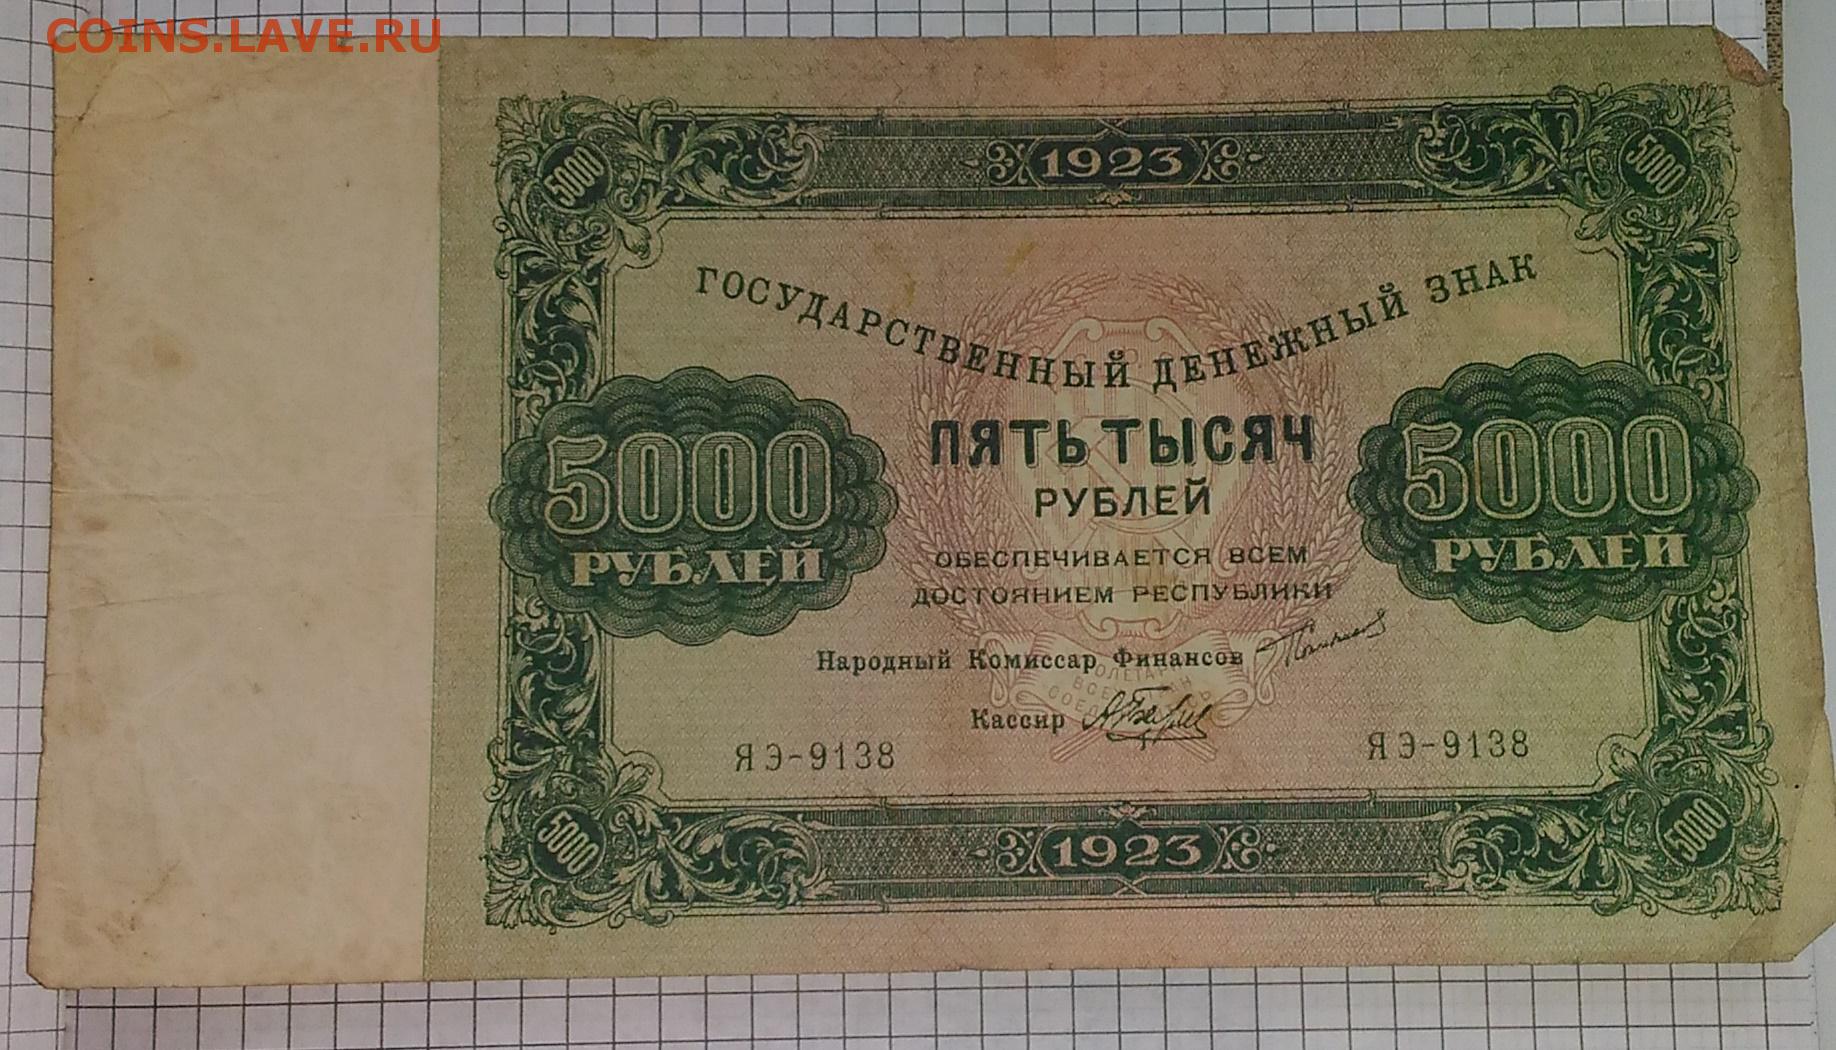 COINS.LAVE.RU
1923
5000 5000
ГОСУДАРСТВЕННЫЙ ДЕНЕЖНЫЙ ЗНАК
ПЯТЬ ТЫСЯЧ
РУБЛЕЙ
5000
РУБЛЕЙ
5000
РУБЛЕЙ
ОБЕСПЕЧИВАЕТСЯ ВСЕМ
ДОСТОЯНИЕМ РЕСПУБЛИКИ
Народный Комиссар Финансов
Кассир
ЯЭ-9138 ЯЭ-9138
5000 5000
1923